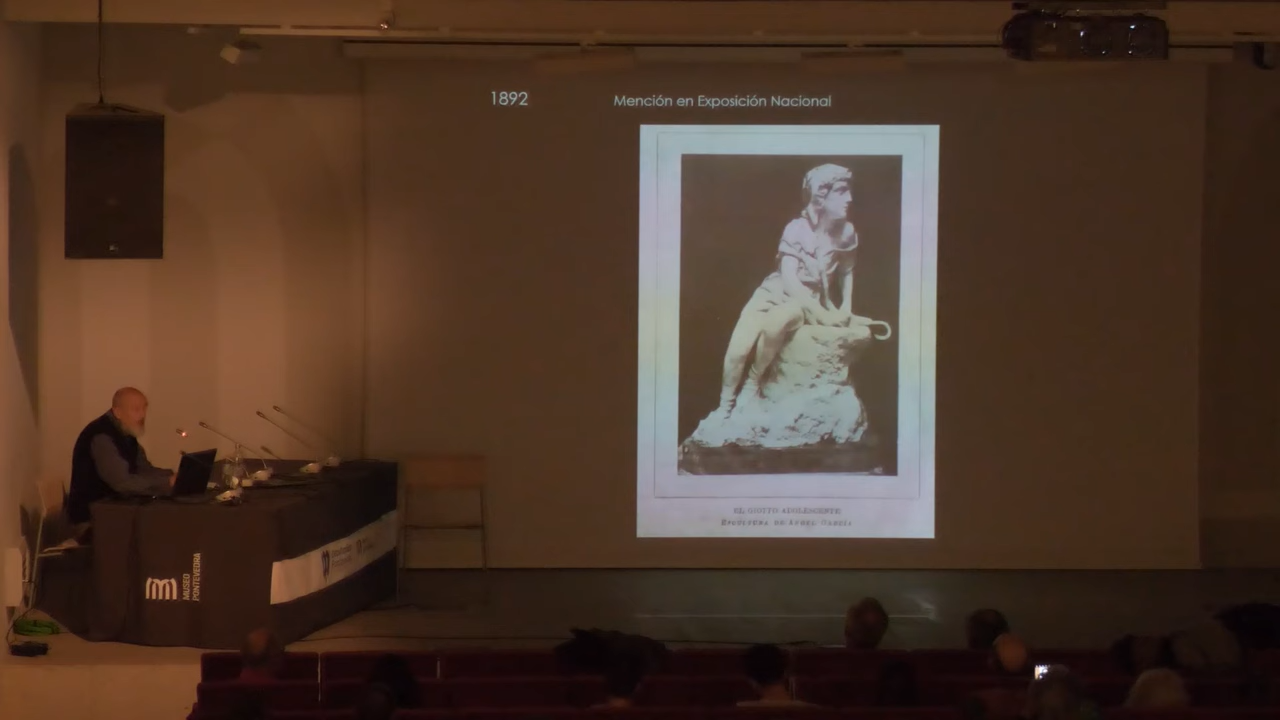 1892
Mención en Exposición Nacional
EL GIOTTO ADOLESCENTE
MUSEO
PONTEVEDRA